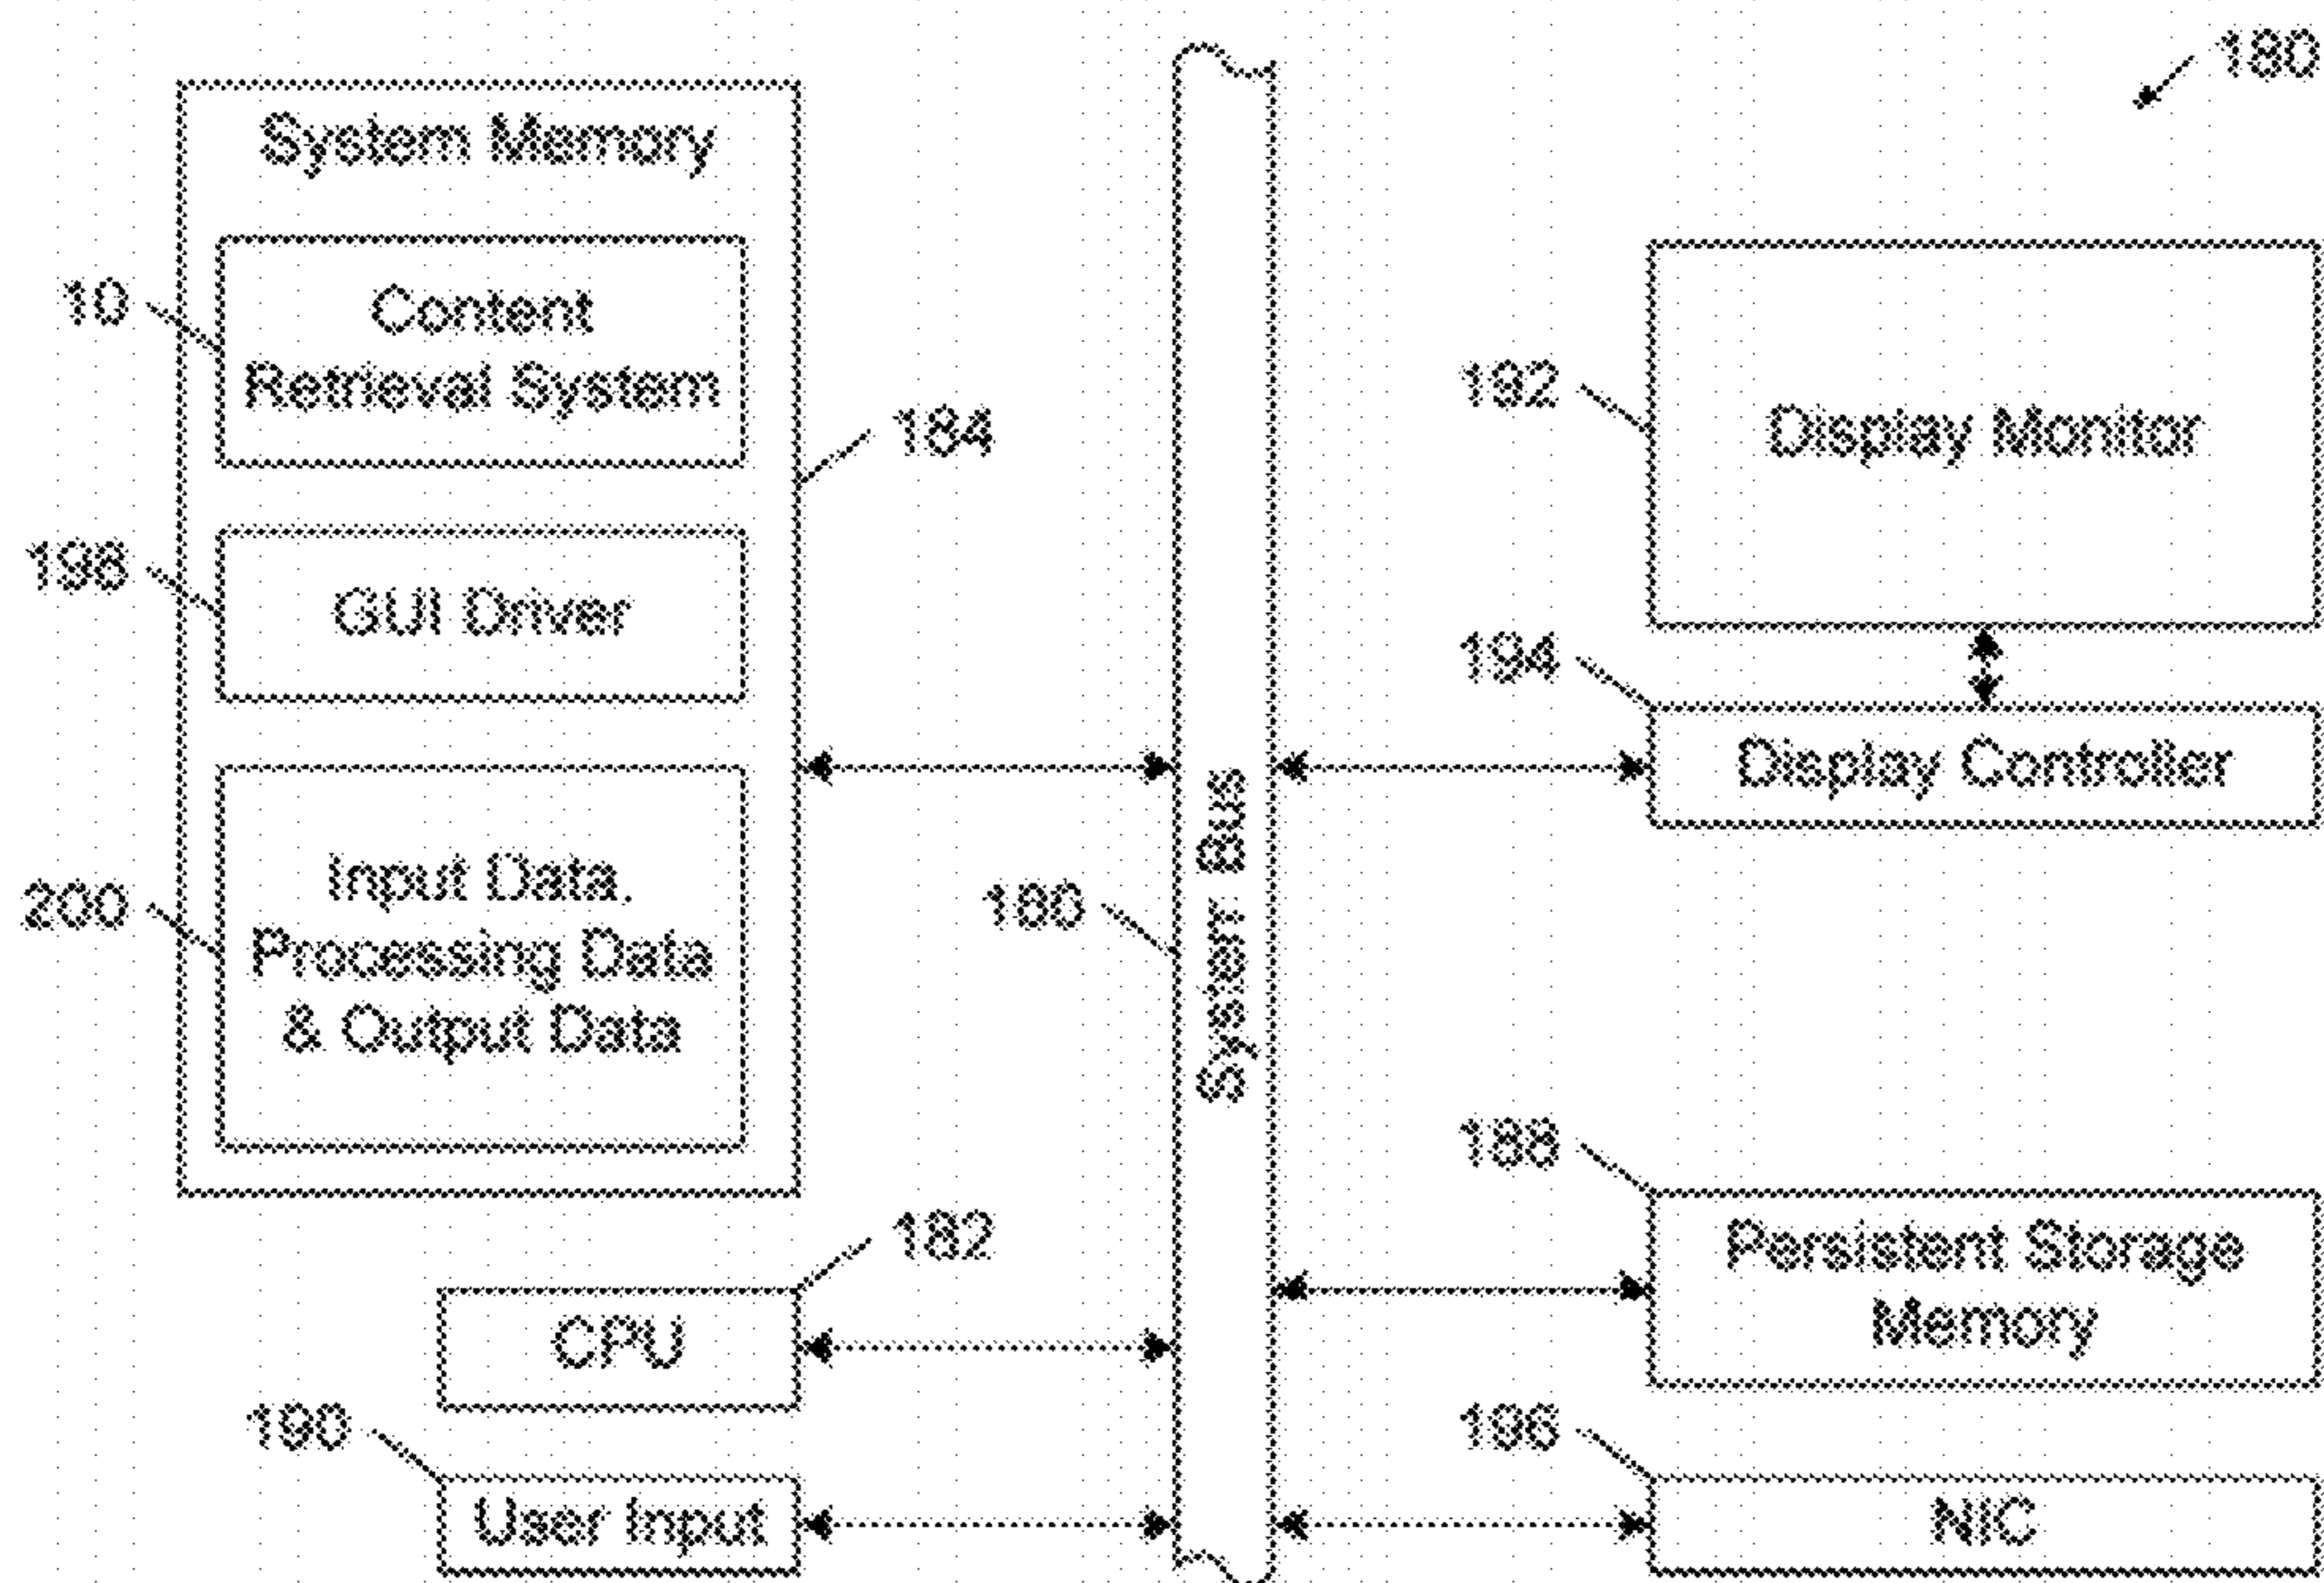 180
System Memory
10
Content
Retrieval System
184
198
GUI Driver
200
Input Data.
Processing Data
& Output Data
182
CPU
190
User Input
180
System Bus
192
Display Monitor
194
Display Controller
188
Persistent Storage
Memory
196
NIC